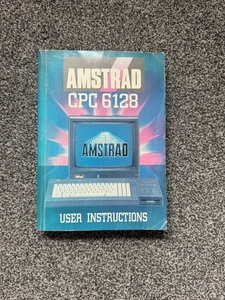 AMSTRAD
CPC 6128
AMSTRAD
USER INSTRUCTIONS